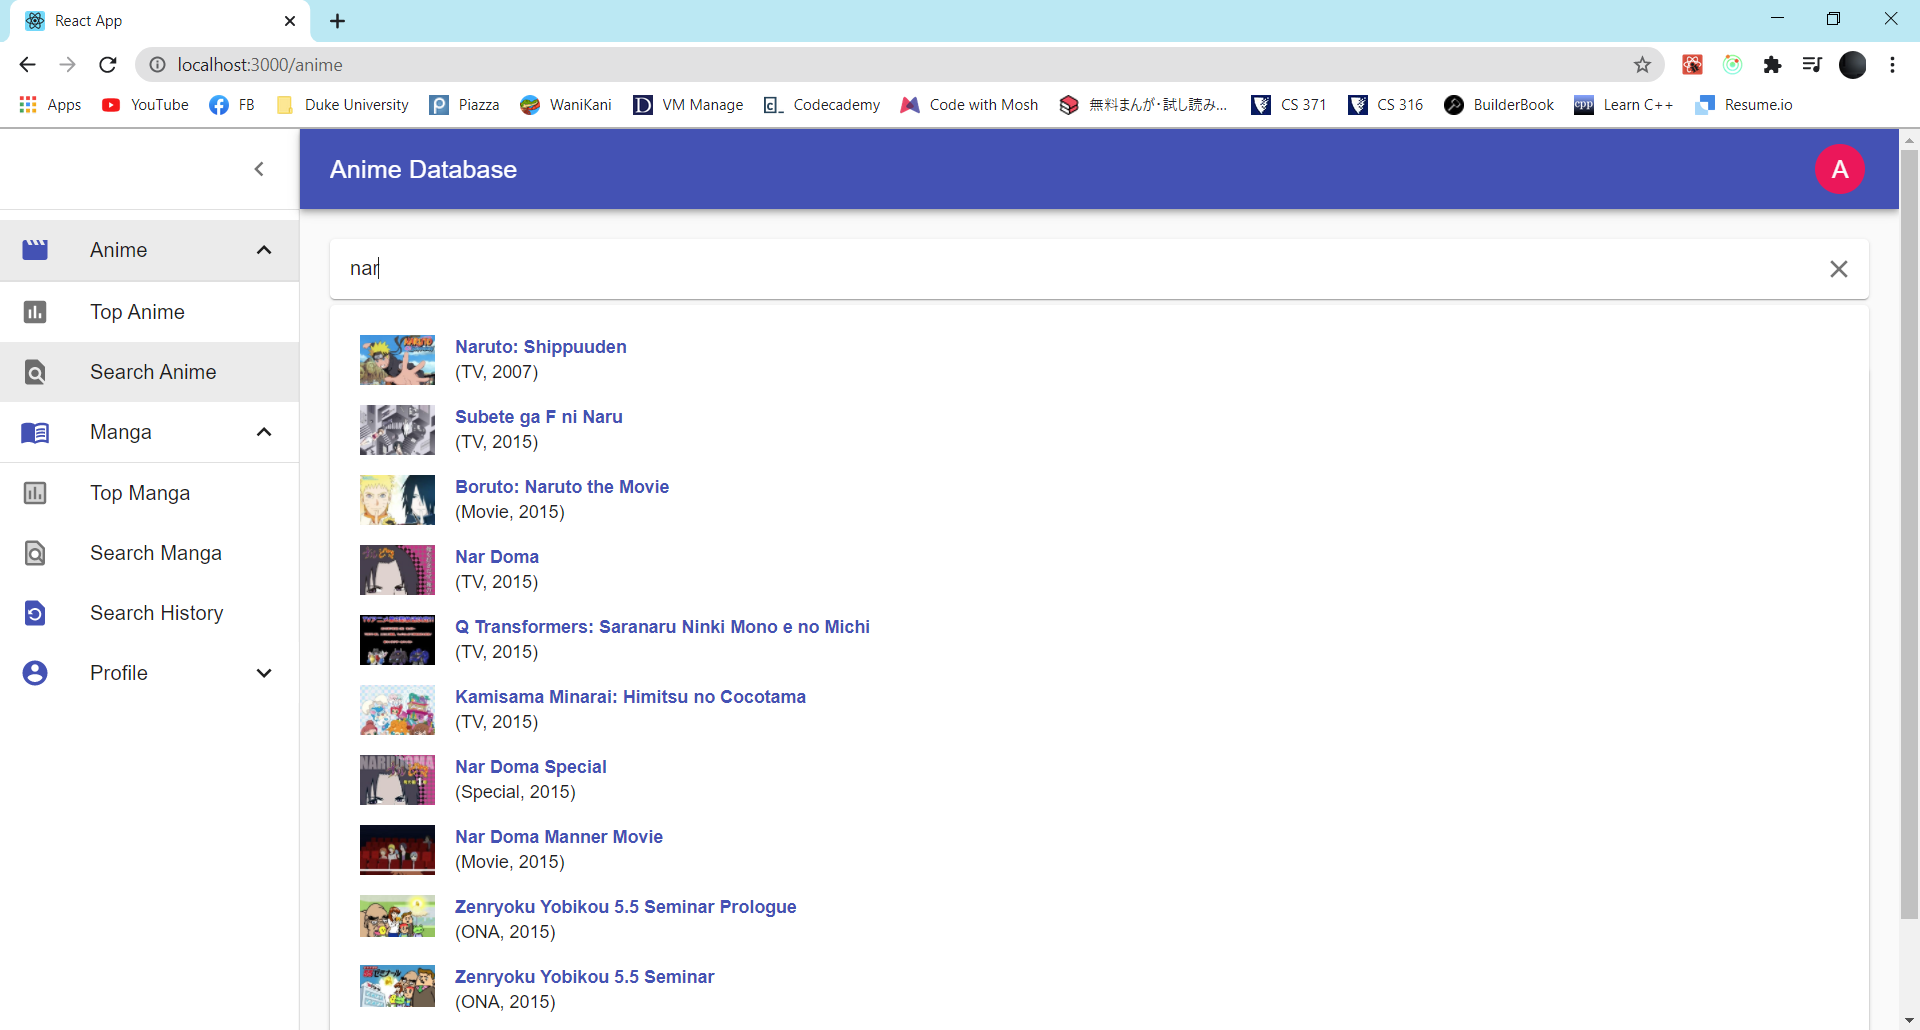 React App
localhost:3000/anime
Apps YouTube FB Duke University Piazza WaniKani VM Manage Codecademy Code with Mosh 無料まんが・試し読み... CS 371 CS 316 BuilderBook Learn C++ Resume.io
Anime Database
A
Anime
Top Anime
Search Anime
Manga
Top Manga
Search Manga
Search History
Profile
nar
Naruto: Shippuuden
(TV, 2007)
Subete ga F ni Naru
(TV, 2015)
Boruto: Naruto the Movie
(Movie, 2015)
Nar Doma
(TV, 2015)
Q Transformers: Saranaru Ninki Mono e no Michi
(TV, 2015)
Kamisama Minarai: Himitsu no Cocotama
(TV, 2015)
Nar Doma Special
(Special, 2015)
Nar Doma Manner Movie
(Movie, 2015)
Zenryoku Yobikou 5.5 Seminar Prologue
(ONA, 2015)
Zenryoku Yobikou 5.5 Seminar
(ONA, 2015)